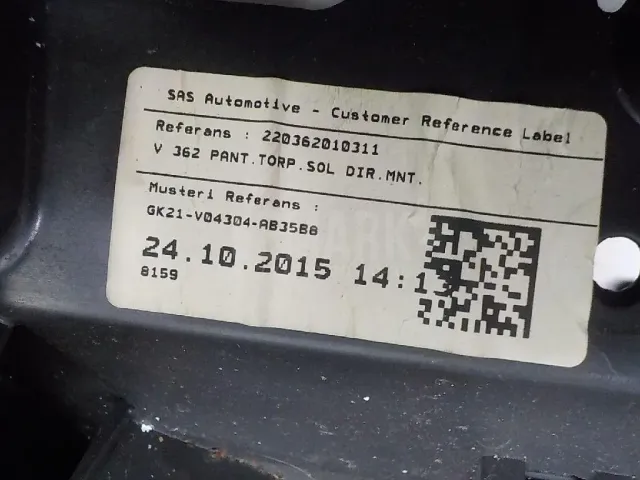 SAS Automotive - Customer Reference Label
Referans : 220362010311
V 362 PANT.TORP.SOL DIR.MNT.
Musteri Referans :
GK21-V04304-AB35B8
24.10.2015 14:13
8159